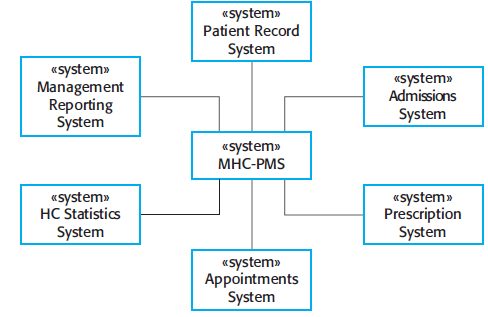 «system»
Patient Record
System
«system»
Management
Reporting
System
«system»
Admissions
System
«system»
MHC-PMS
«system»
HC Statistics
System
«system»
Prescription
System
«system»
Appointments
System